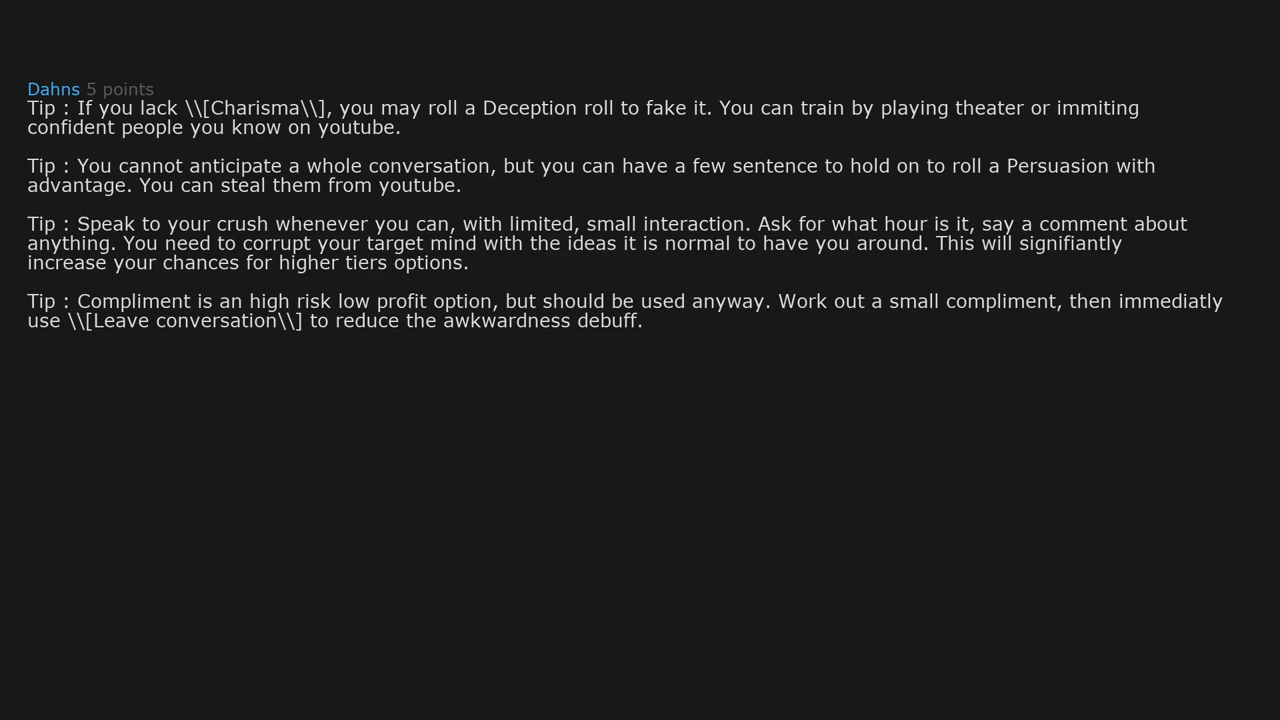 Dahns 5 points
Tip : If you lack \\[Charisma\\], you may roll a Deception roll to fake it. You can train by playing theater or immiting
confident people you know on youtube.
Tip : You cannot anticipate a whole conversation, but you can have a few sentence to hold on to roll a Persuasion with
advantage. You can steal them from youtube.
Tip : Speak to your crush whenever you can, with limited, small interaction. Ask for what hour is it, say a comment about
anything. You need to corrupt your target mind with the ideas it is normal to have you around. This will signifiantly
increase your chances for higher tiers options.
Tip : Compliment is an high risk low profit option, but should be used anyway. Work out a small compliment, then immediatly
use \\[Leave conversation\\] to reduce the awkwardness debuff.